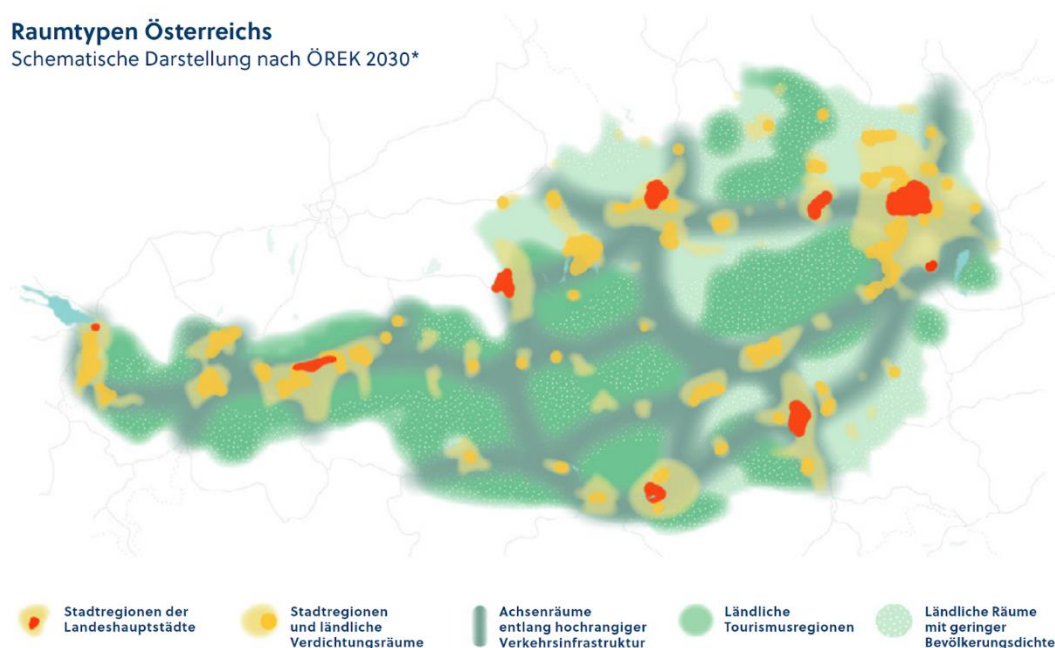 Raumtypen Österreichs
Schematische Darstellung nach ÖREK 2030*
Stadtregionen der
Landeshauptstädte
Stadtregionen
und ländliche
Verdichtungsräume
Achsenräume
entlang hochrangiger
Verkehrsinfrastruktur
Ländliche
Tourismusregionen
Ländliche Räume
mit geringer
Bevölkerungsdichte